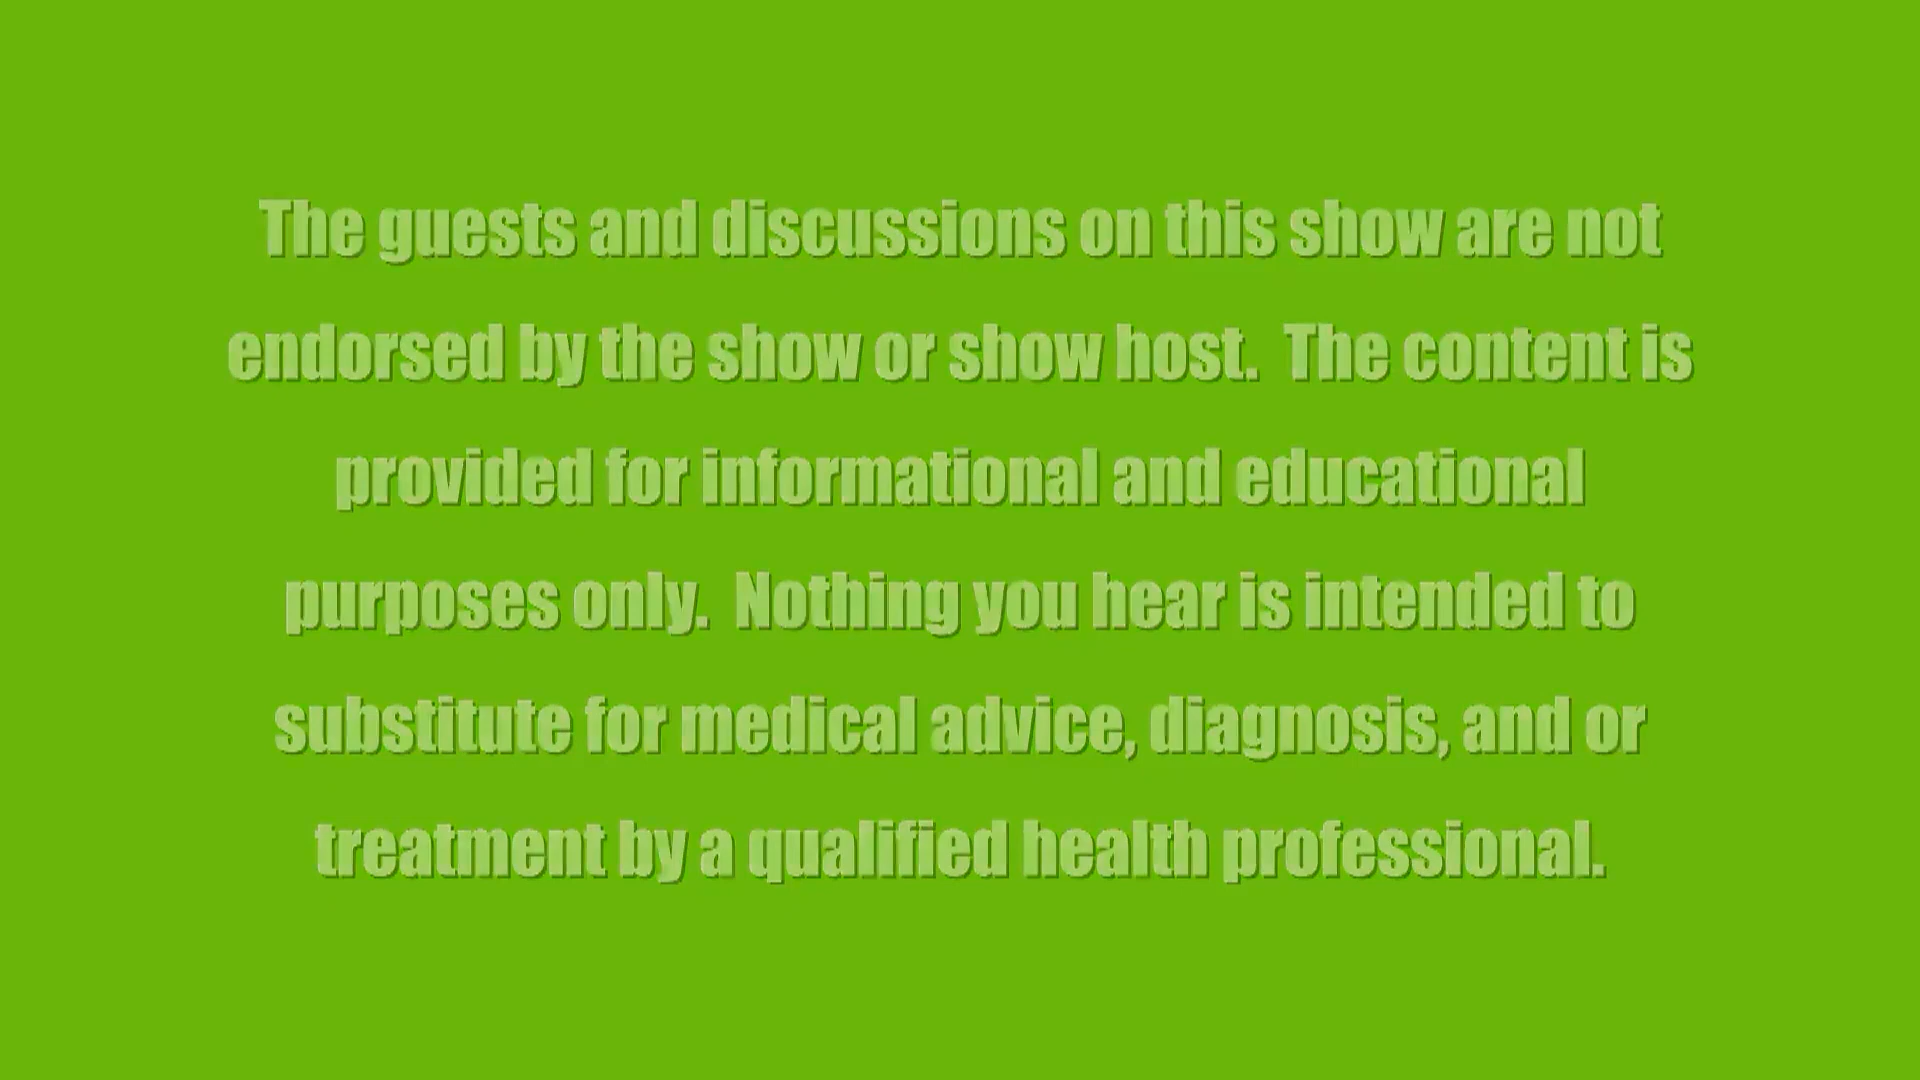 The guests and discussions on this show are not
endorsed by the show or show host.  The content is
provided for informational and educational
purposes only.  Nothing you hear is intended to
substitute for medical advice, diagnosis, and or
treatment by a qualified health professional.